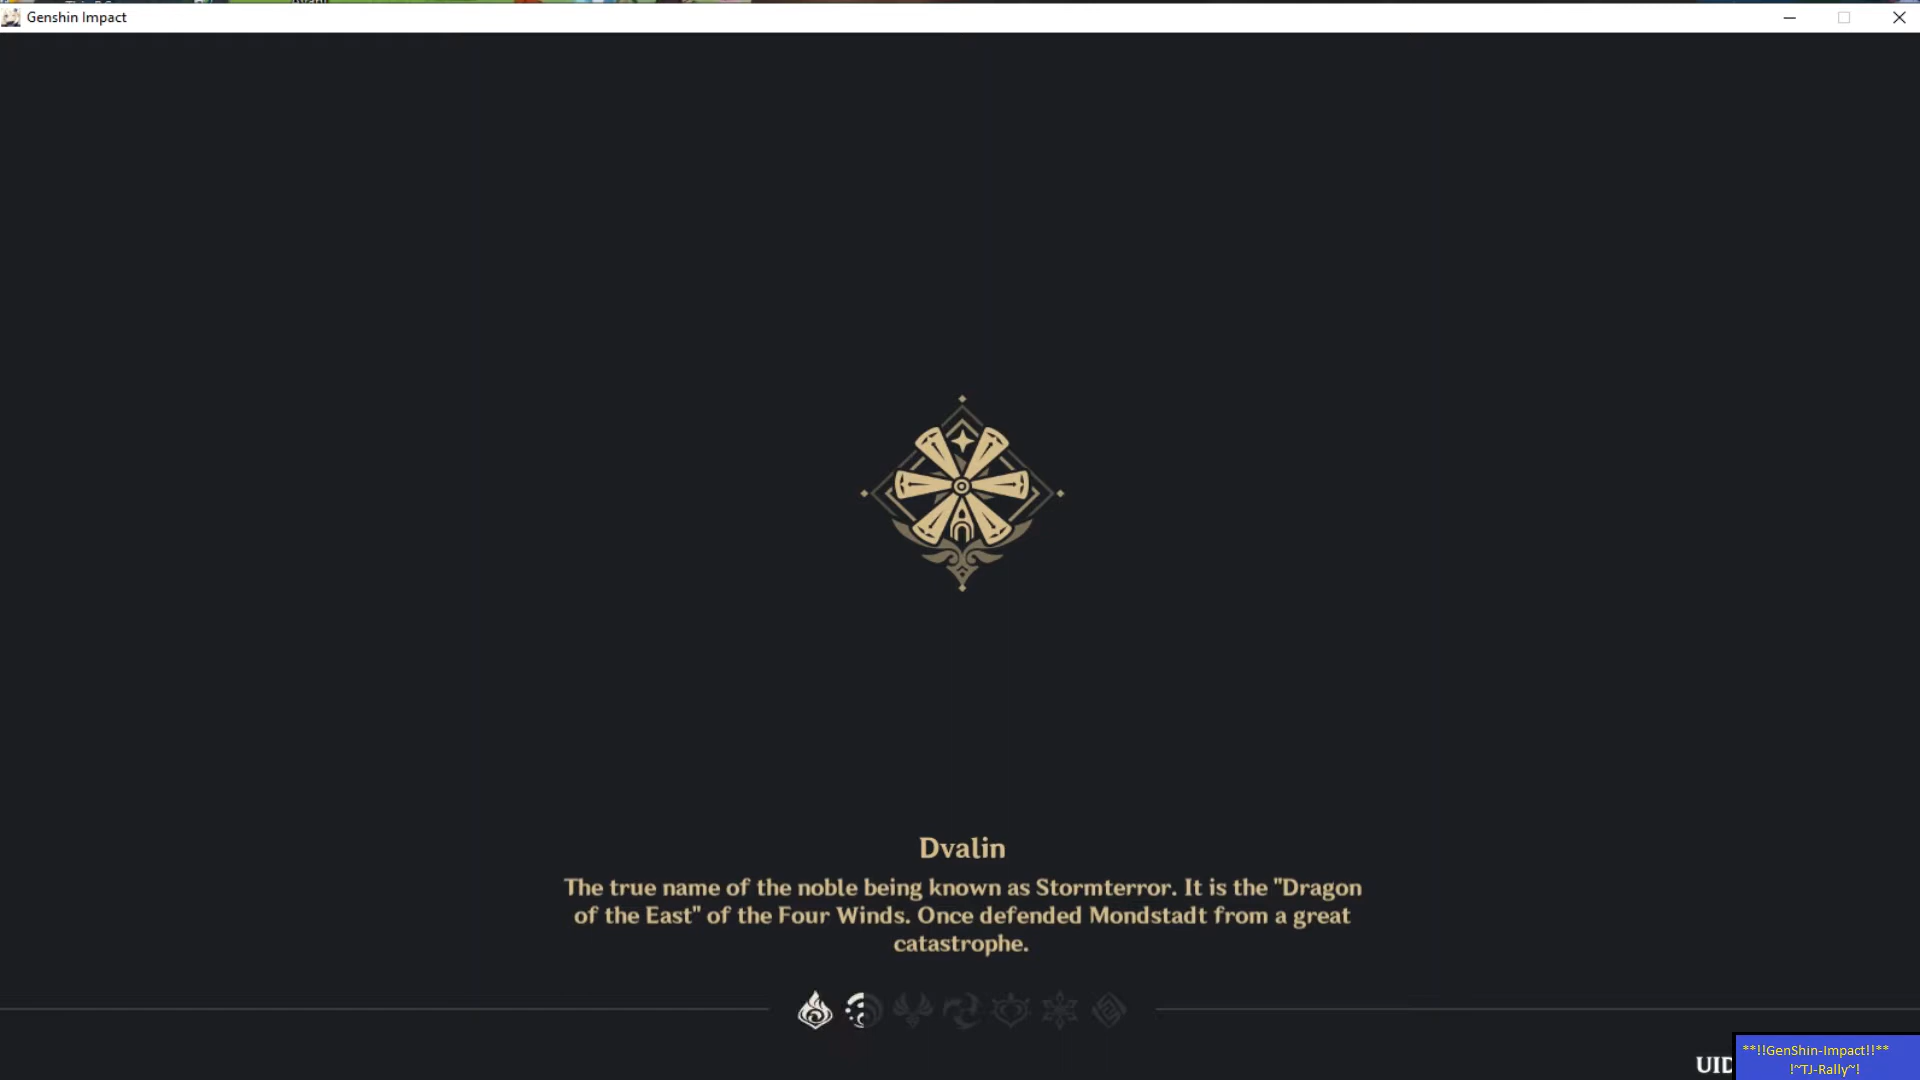 Genshin Impact
Dvalin
The true name of the noble being known as Stormterror. It is the "Dragon
of the East" of the Four Winds. Once defended Mondstadt from a great
catastrophe.
UID
**!!GenShin-Impact!!**
!~TJ-Rally~!